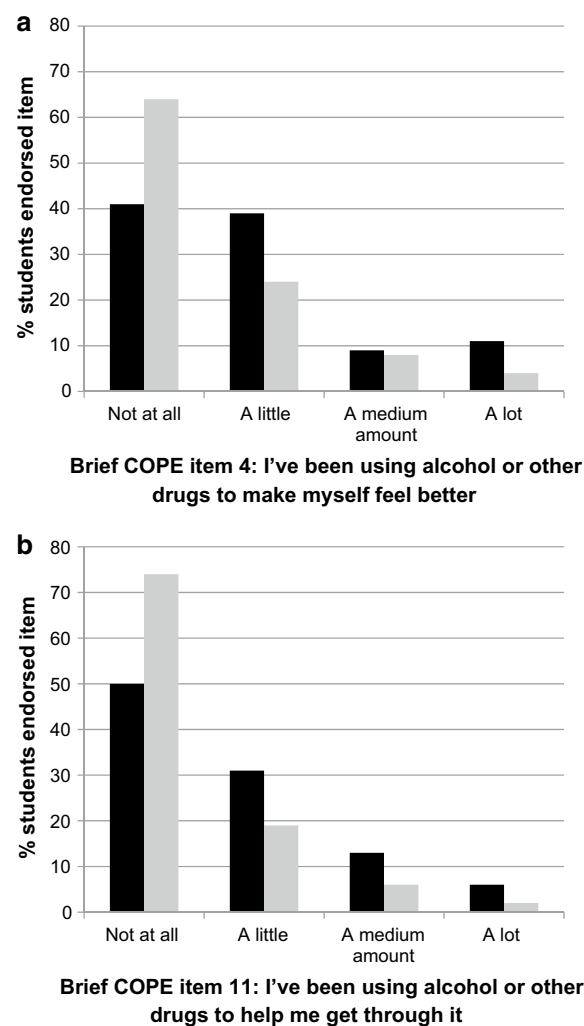 a
% students endorsed item
80
70
60
50
40
30
20
10
0
Not at all
A little
A medium
amount
A lot
Brief COPE item 4: I've been using alcohol or other
drugs to make myself feel better
b
% students endorsed item
80
70
60
50
40
30
20
10
0
Not at all
A little
A medium
amount
A lot
Brief COPE item 11: I've been using alcohol or other
drugs to help me get through it